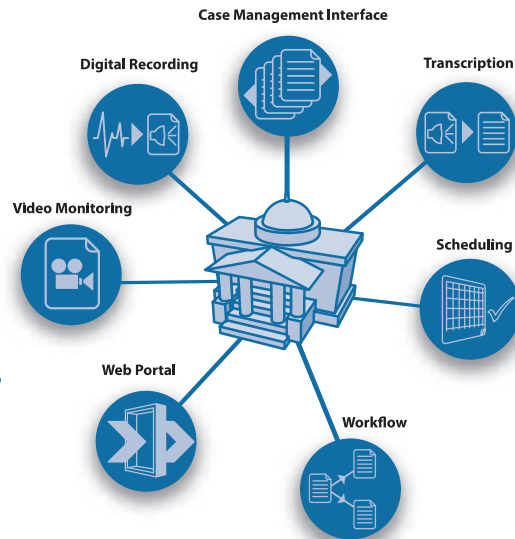 Case Management Interface
Digital Recording
Transcription
Video Monitoring
Scheduling
Web Portal
Workflow